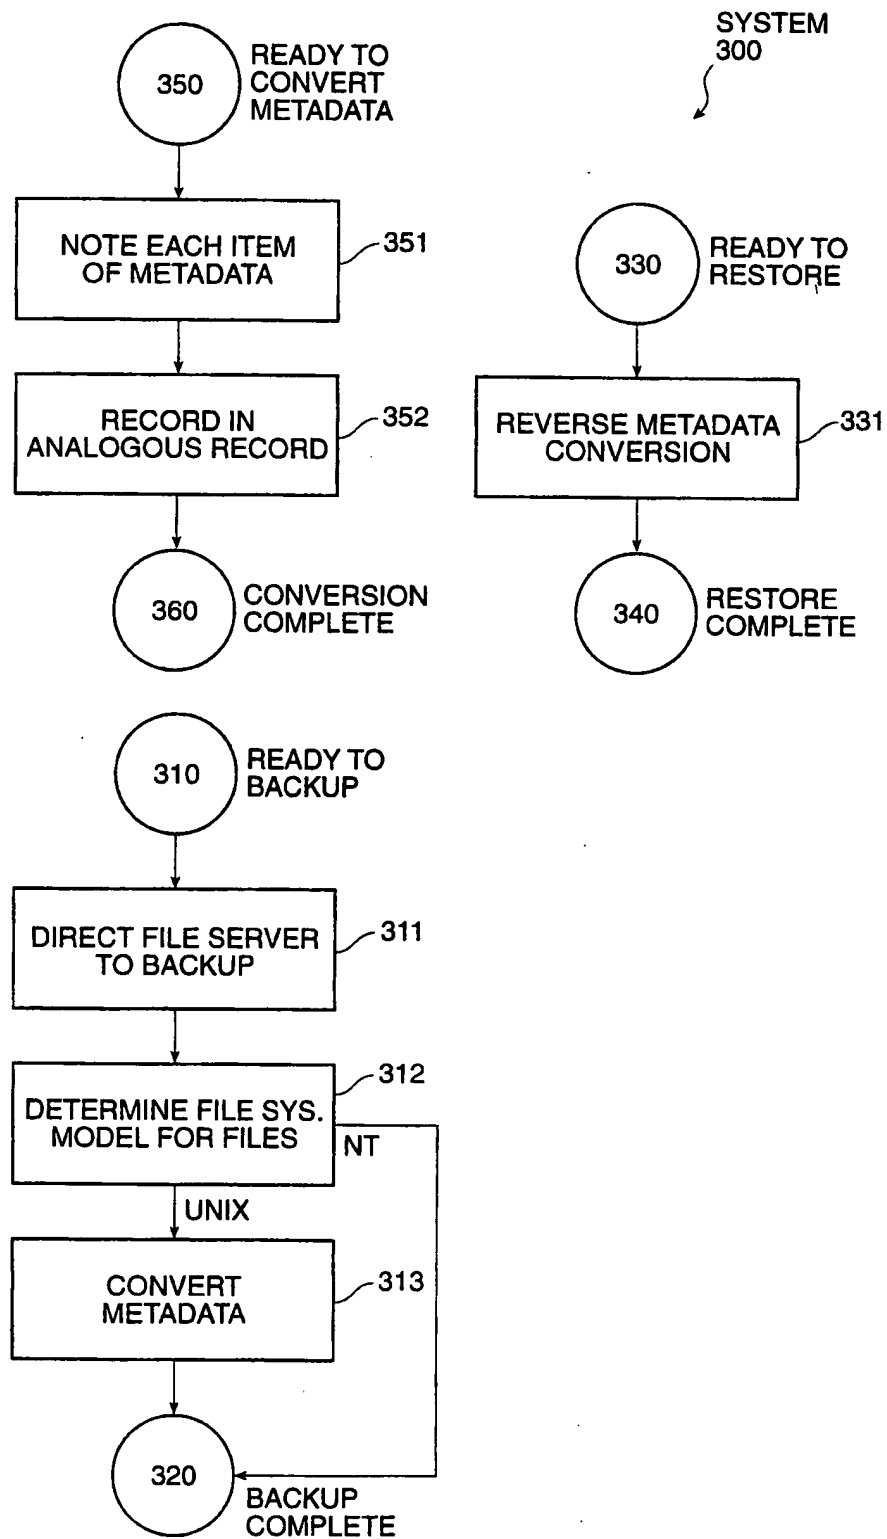 SYSTEM
300
350
READY TO
CONVERT
METADATA
NOTE EACH ITEM
OF METADATA
351
RECORD IN
ANALOGOUS RECORD
352
360
CONVERSION
COMPLETE
330
READY TO
RESTORE
REVERSE METADATA
CONVERSION
331
340
RESTORE
COMPLETE
310
READY TO
BACKUP
DIRECT FILE SERVER
TO BACKUP
311
DETERMINE FILE SYS.
MODEL FOR FILES
312
NT
UNIX
CONVERT
METADATA
313
320
BACKUP
COMPLETE